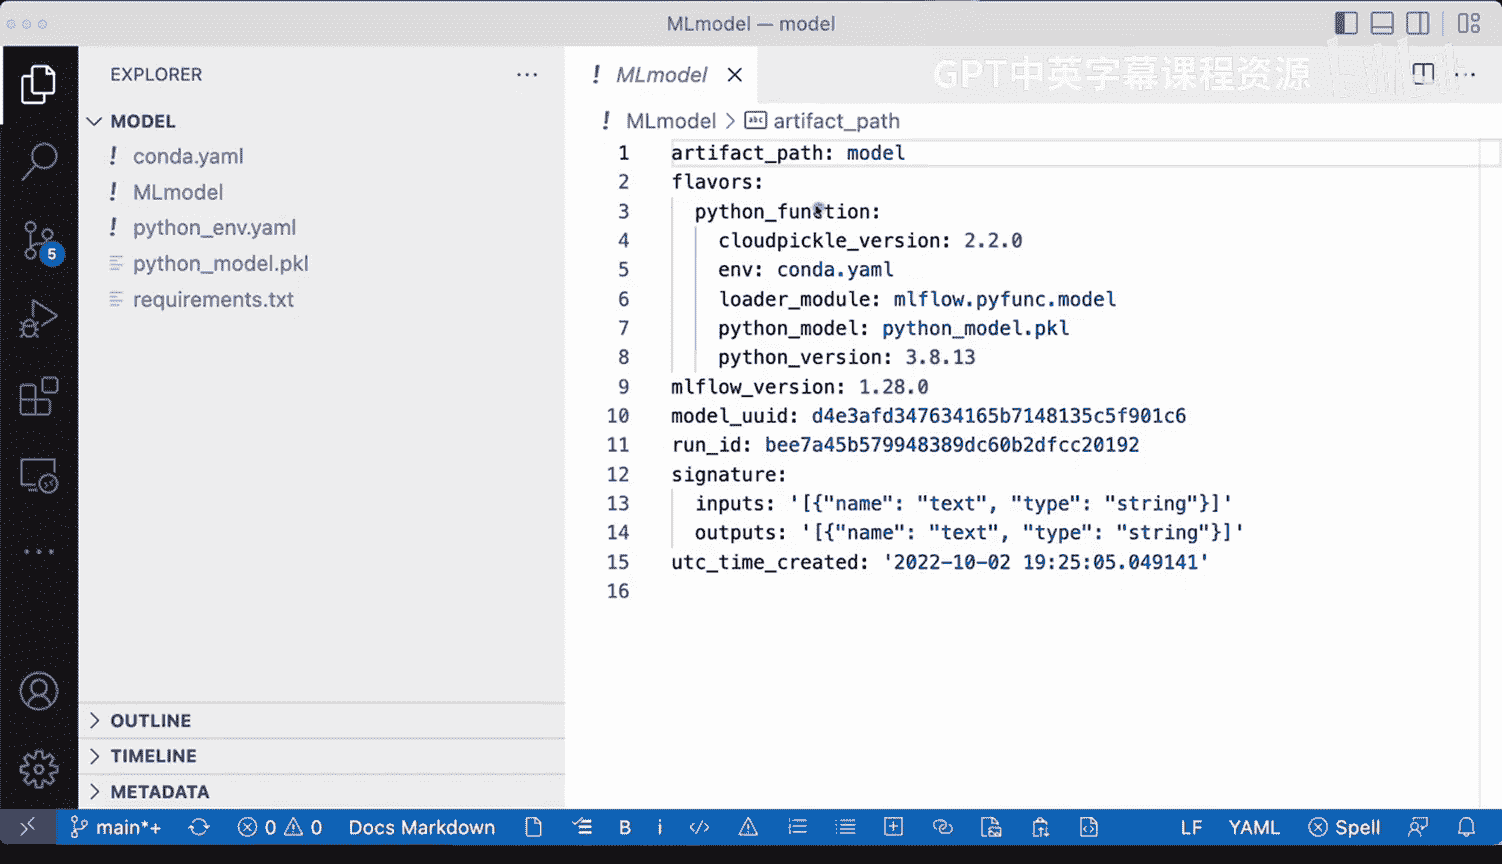 MLmodel — model
EXPLORER
MODEL
conda.yaml
MLmodel
python_env.yaml
python_model.pkl
requirements.txt
OUTLINE
TIMELINE
METADATA
5
! MLmodel
GPT中英字幕课程资源
! MLmodel > artifact_path
1 artifact_path: model
2 flavors:
3 python_function:
4 cloudpickle_version: 2.2.0
5 env: conda.yaml
6 loader_module: mlflow.pyfunc.model
7 python_model: python_model.pkl
8 python_version: 3.8.13
9 mlflow_version: 1.28.0
10 model_uuid: d4e3afd347634165b7148135c5f901c6
11 run_id: bee7a45b579948389dc60b2dfcc20192
12 signature:
13 inputs: '[{"name": "text", "type": "string"}]'
14 outputs: '[{"name": "text", "type": "string"}]'
15 utc_time_created: '2022-10-02 19:25:05.049141'
16
main*+ 0 0 Docs Markdown B i LF YAML Spell